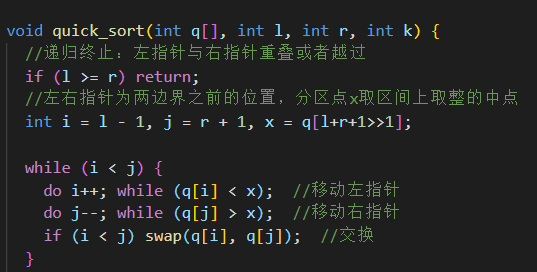 void quick_sort(int q[], int l, int r, int k) {
//递归终止：左指针与右指针重叠或者越过
if (l >= r) return;
//左右指针为两边界之前的位置，分区点x取区间上取整的中点
int i = l - 1, j = r + 1, x = q[l+r+1>>1];
while (i < j) {
do i++; while (q[i] < x);  //移动左指针
do j--; while (q[j] > x);  //移动右指针
if (i < j) swap(q[i], q[j]);  //交换
}